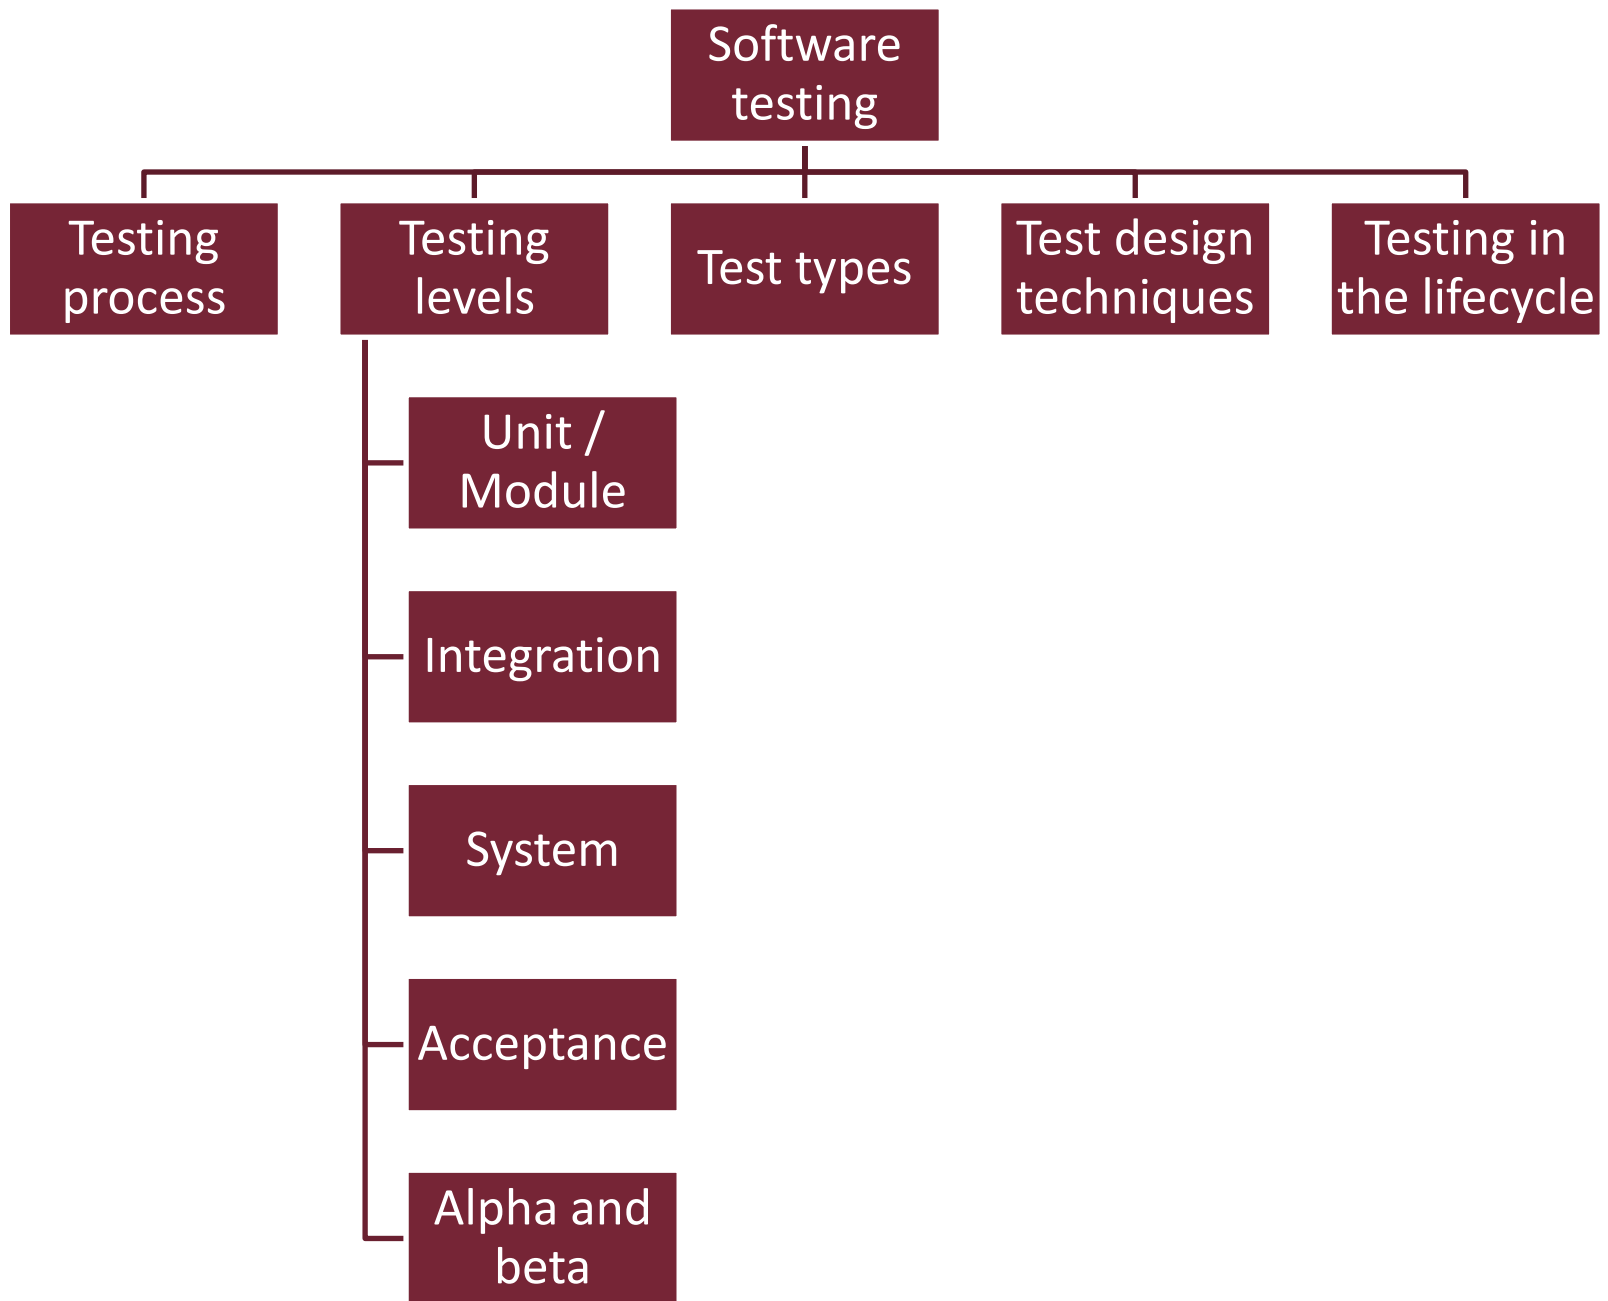 Software
testing
Testing
process
Testing
levels
Test types
Test design
techniques
Testing in
the lifecycle
Unit /
Module
Integration
System
Acceptance
Alpha and
beta